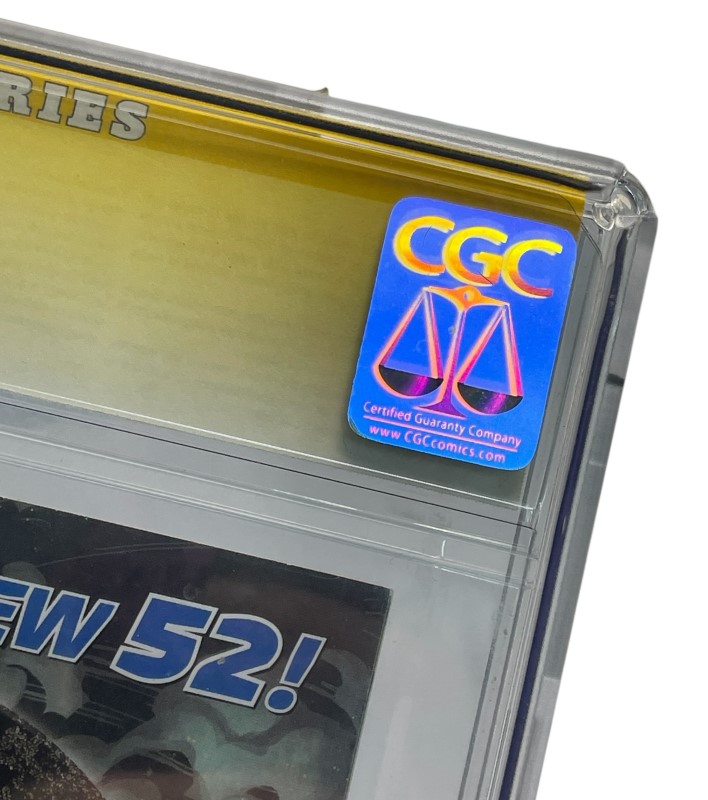 RIES
CGC
Certified Guaranty Company
www.CGCcomics.com
EW 52!